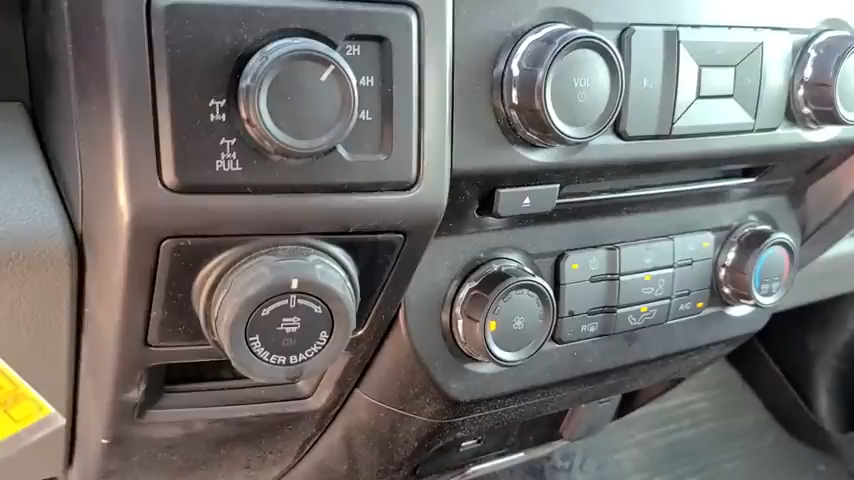 2H
4H
4L
PULL
VOL
ON
TRAILER BACKUP
A/C
R